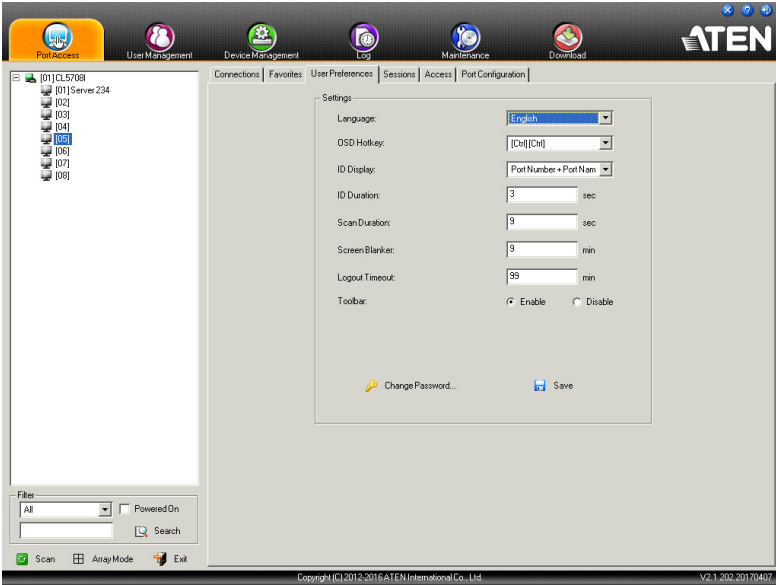 ATEN
Port Access
User Management
Device Management
Log
Maintenance
Download
[01] CL5708I
[01] Server 234
[02]
[03]
[04]
[05]
[06]
[07]
[08]
Filter
All
Powered On
Search
Scan
Array Mode
Exit
Connections
Favorites
User Preferences
Sessions
Access
Port Configuration
Settings
Language: English
OSD Hotkey: [Ctrl] [Ctrl]
ID Display: Port Number + Port Nam
ID Duration: 3 sec
Scan Duration: 9 sec
Screen Blanker: 9 min
Logout Timeout: 99 min
Toolbar: Enable Disable
Change Password...
Save
Copyright (C) 2012-2016 ATEN International Co., Ltd.
V2.1.202.20170407